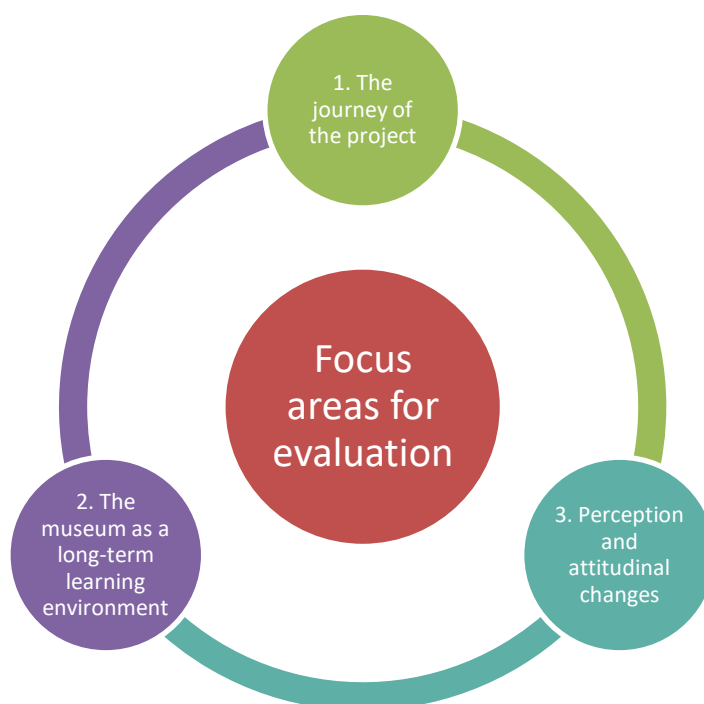 1. The
journey of
the project
Focus
areas for
evaluation
2. The
museum as a
long-term
learning
environment
3. Perception
and
attitudinal
changes